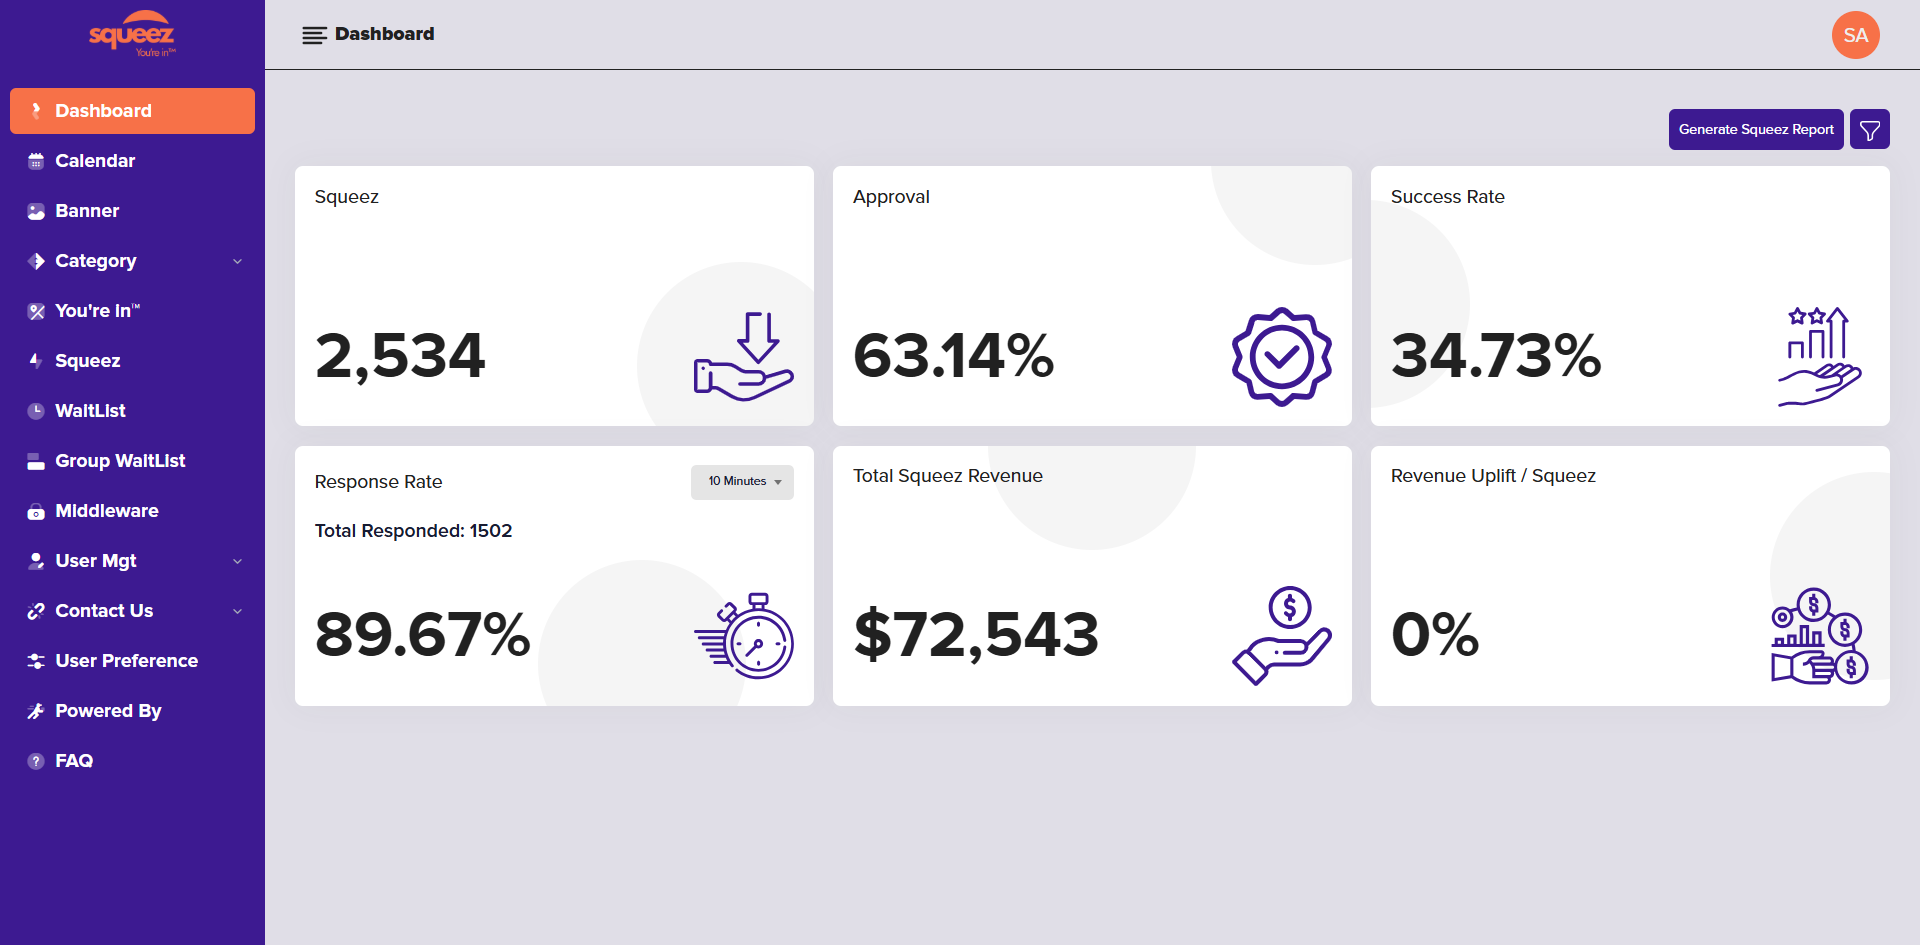 squeez
You're in™
Dashboard
SA
Dashboard
Calendar
Banner
Category
You're In™
Squeez
WaitList
Group WaitList
Middleware
User Mgt
Contact Us
User Preference
Powered By
FAQ
Generate Squeez Report
Squeez
2,534
Approval
63.14%
Success Rate
34.73%
Response Rate
10 Minutes
Total Responded: 1502
89.67%
Total Squeez Revenue
$72,543
Revenue Uplift / Squeez
0%